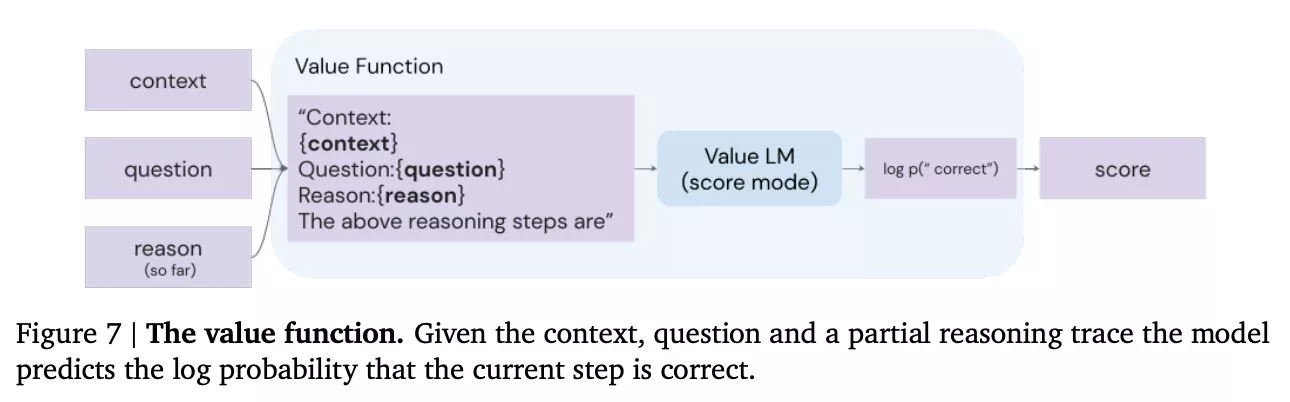 context
question
reason
(so far)
Value Function
“Context:
{context}
Question:{question}
Reason:{reason}
The above reasoning steps are”
Value LM
(score mode)
log p(“ correct”)
score
Figure 7 | The value function. Given the context, question and a partial reasoning trace the model
predicts the log probability that the current step is correct.